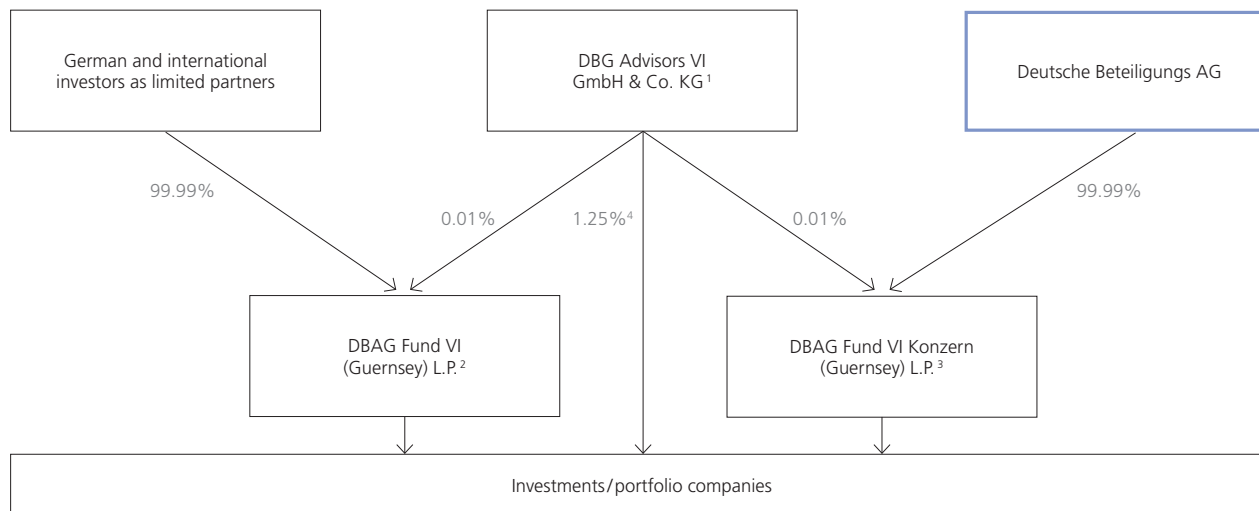 German and international
investors as limited partners
DBG Advisors VI
GmbH & Co. KG 1
Deutsche Beteiligungs AG
99.99%
0.01%
1.25%4
0.01%
99.99%
DBAG Fund VI
(Guernsey) L.P. 2
DBAG Fund VI Konzern
(Guernsey) L.P. 3
Investments/portfolio companies